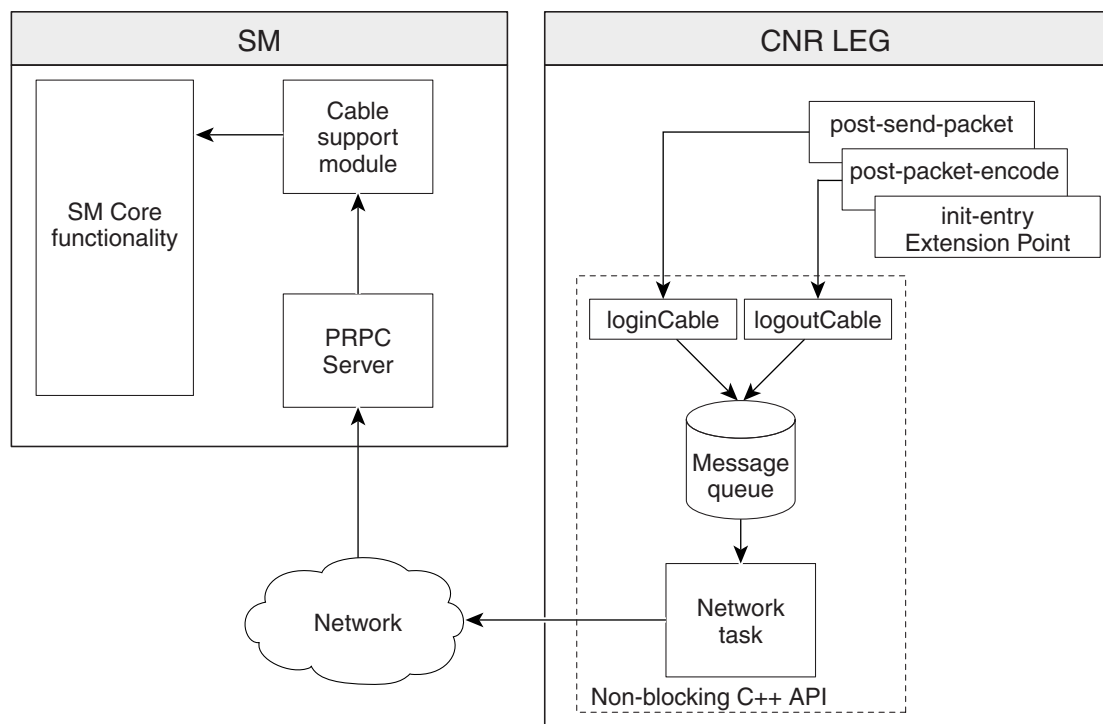 SM
Cable
support
module
SM Core
functionality
PRPC
Server
Network
CNR LEG
post-send-packet
post-packet-encode
init-entry
Extension Point
loginCable
logoutCable
Message
queue
Network
task
Non-blocking C++ API